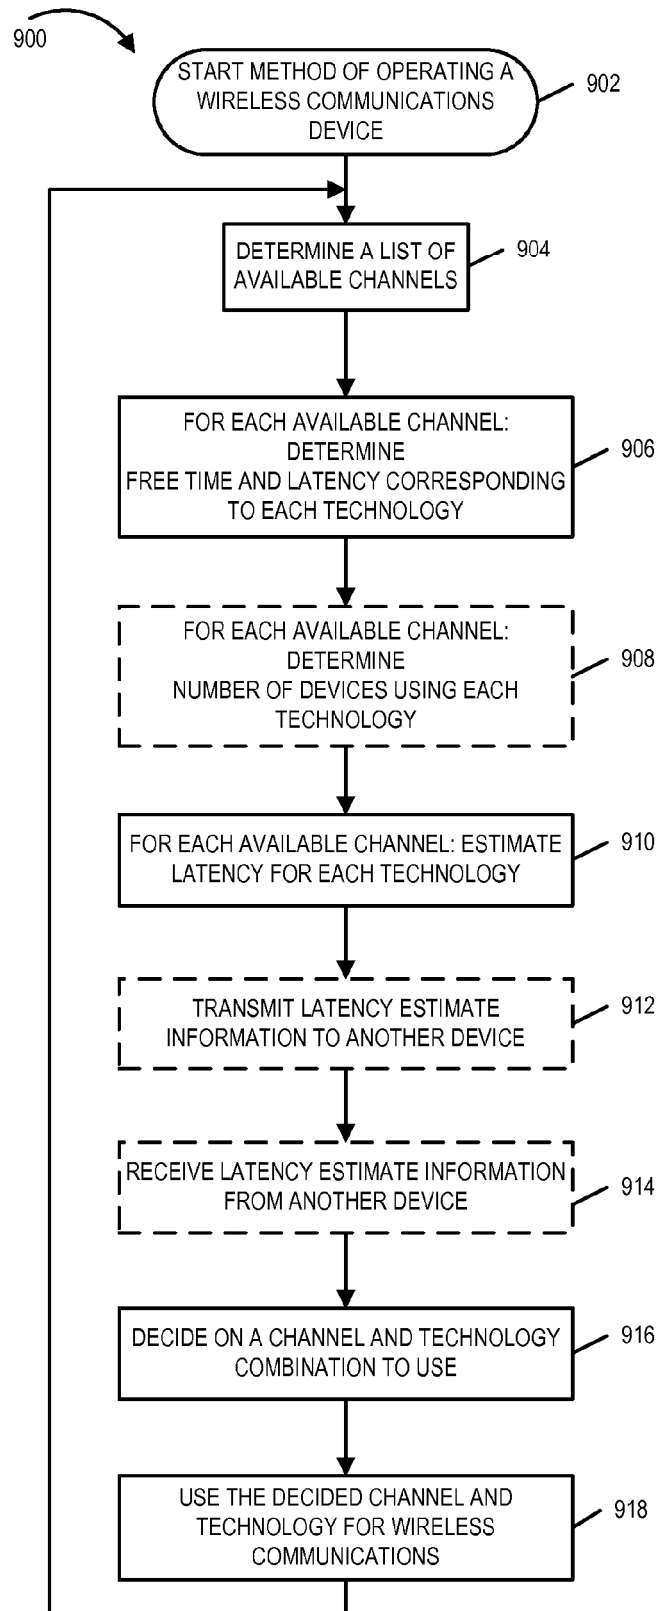 900
START METHOD OF OPERATING A
WIRELESS COMMUNICATIONS
DEVICE
902
DETERMINE A LIST OF
AVAILABLE CHANNELS
904
FOR EACH AVAILABLE CHANNEL:
DETERMINE
FREE TIME AND LATENCY CORRESPONDING
TO EACH TECHNOLOGY
906
FOR EACH AVAILABLE CHANNEL:
DETERMINE
NUMBER OF DEVICES USING EACH
TECHNOLOGY
908
FOR EACH AVAILABLE CHANNEL: ESTIMATE
LATENCY FOR EACH TECHNOLOGY
910
TRANSMIT LATENCY ESTIMATE
INFORMATION TO ANOTHER DEVICE
912
RECEIVE LATENCY ESTIMATE INFORMATION
FROM ANOTHER DEVICE
914
DECIDE ON A CHANNEL AND TECHNOLOGY
COMBINATION TO USE
916
USE THE DECIDED CHANNEL AND
TECHNOLOGY FOR WIRELESS
COMMUNICATIONS
918